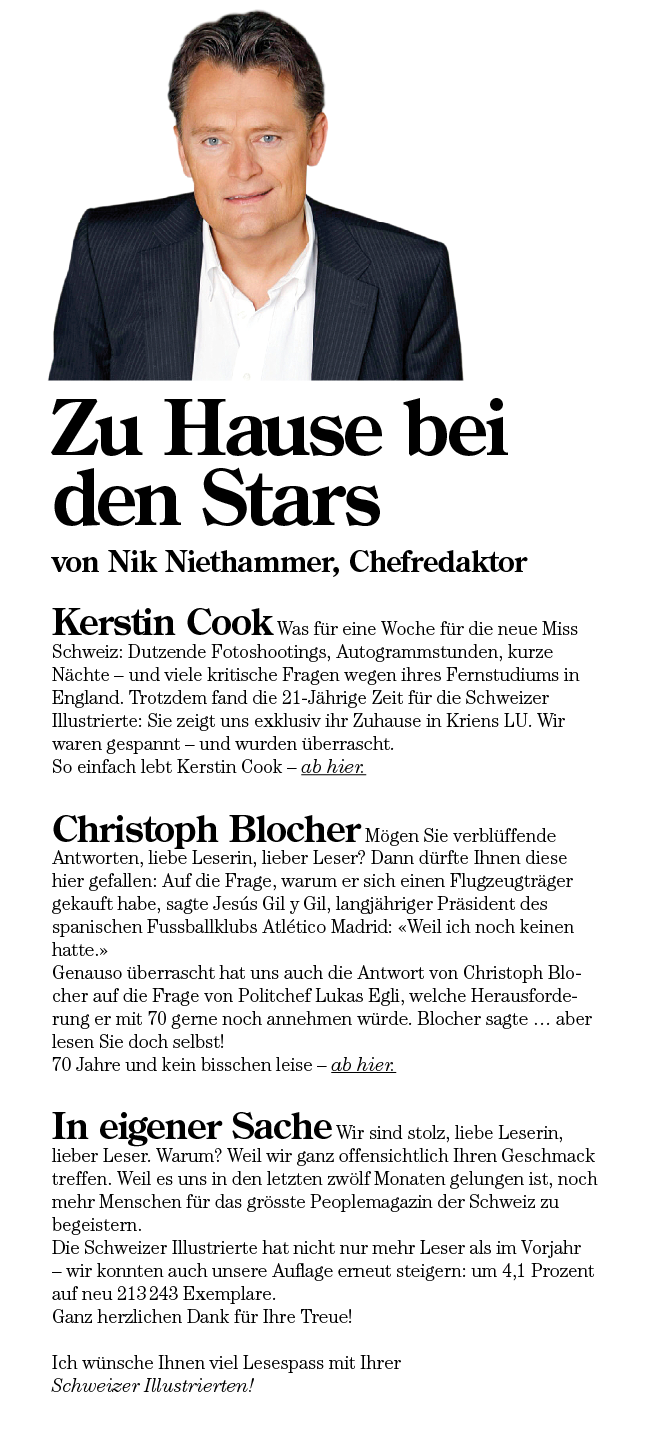 Zu Hause bei
den Stars
von Nik Niethammer, Chefredaktor
Kerstin Cook Was für eine Woche für die neue Miss
Schweiz: Dutzende Fotoshootings, Autogrammstunden, kurze
Nächte – und viele kritische Fragen wegen ihres Fernstudiums in
England. Trotzdem fand die 21-Jährige Zeit für die Schweizer
Illustrierte: Sie zeigt uns exklusiv ihr Zuhause in Kriens LU. Wir
waren gespannt – und wurden überrascht.
So einfach lebt Kerstin Cook – ab hier.
Christoph Blocher Mögen Sie verblüffende
Antworten, liebe Leserin, lieber Leser? Dann dürfte Ihnen diese
hier gefallen: Auf die Frage, warum er sich einen Flugzeugträger
gekauft habe, sagte Jesús Gil y Gil, langjähriger Präsident des
spanischen Fussballklubs Atlético Madrid: «Weil ich noch keinen
hatte.»
Genauso überrascht hat uns auch die Antwort von Christoph Blo-
cher auf die Frage von Politchef Lukas Egli, welche Herausforde-
rung er mit 70 gerne noch annehmen würde. Blocher sagte … aber
lesen Sie doch selbst!
70 Jahre und kein bisschen leise – ab hier.
In eigener Sache Wir sind stolz, liebe Leserin,
lieber Leser. Warum? Weil wir ganz offensichtlich Ihren Geschmack
treffen. Weil es uns in den letzten zwölf Monaten gelungen ist, noch
mehr Menschen für das grösste Peoplemagazin der Schweiz zu
begeistern.
Die Schweizer Illustrierte hat nicht nur mehr Leser als im Vorjahr
– wir konnten auch unsere Auflage erneut steigern: um 4,1 Prozent
auf neu 213 243 Exemplare.
Ganz herzlichen Dank für Ihre Treue!
Ich wünsche Ihnen viel Lesespass mit Ihrer
Schweizer Illustrierten!